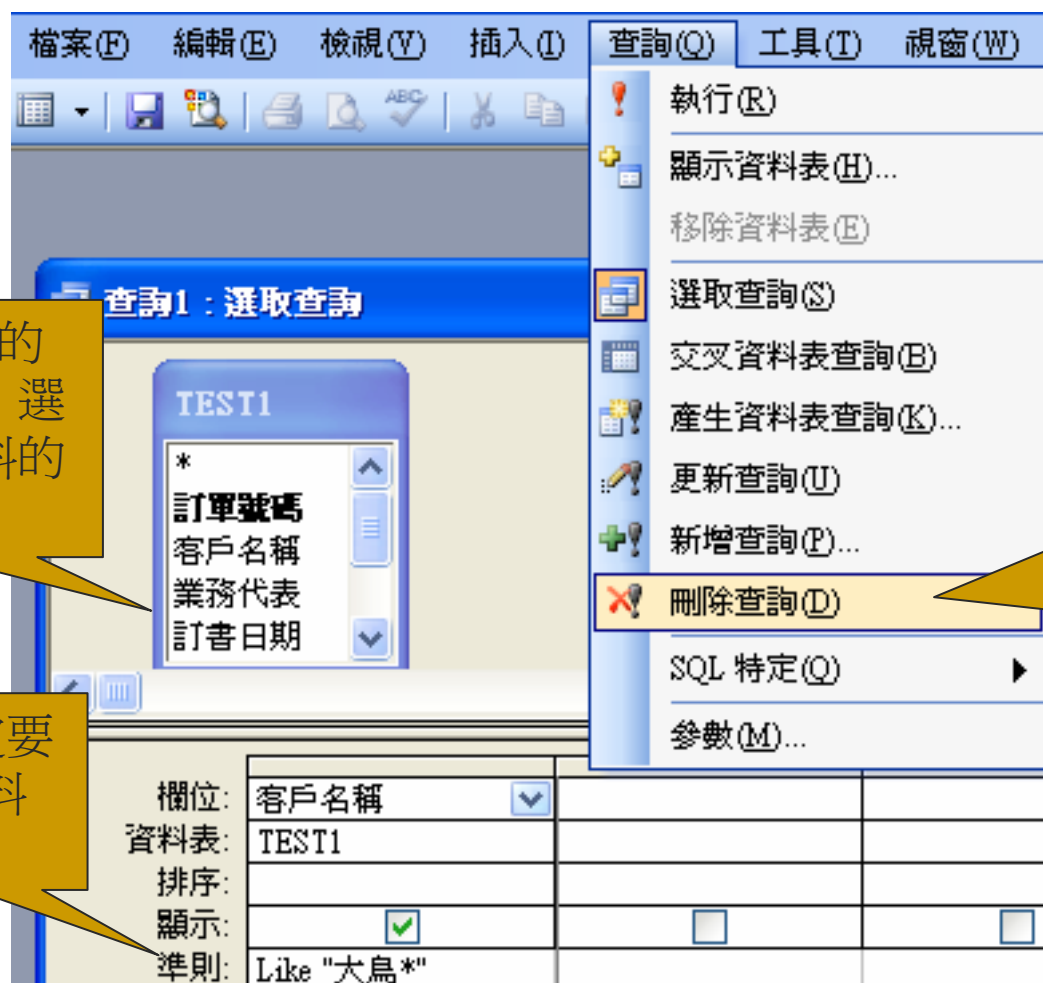 檔案(F) 編輯(E) 檢視(V) 插入(I) 查詢(Q) 工具(T) 視窗(W)
ABC
執行(R)
顯示資料表(H)...
移除資料表(E)
選取查詢(S)
交叉資料表查詢(B)
產生資料表查詢(K)...
更新查詢(U)
新增查詢(P)...
刪除查詢(D)
SQL 特定(Q)
參數(M)...
查詢1 : 選取查詢
的
選
料的
TEST1
*
訂單號碼
客戶名稱
業務代表
訂書日期
要
料
欄位: 客戶名稱
資料表: TEST1
排序:
顯示:
準則: Like "大鳥*"